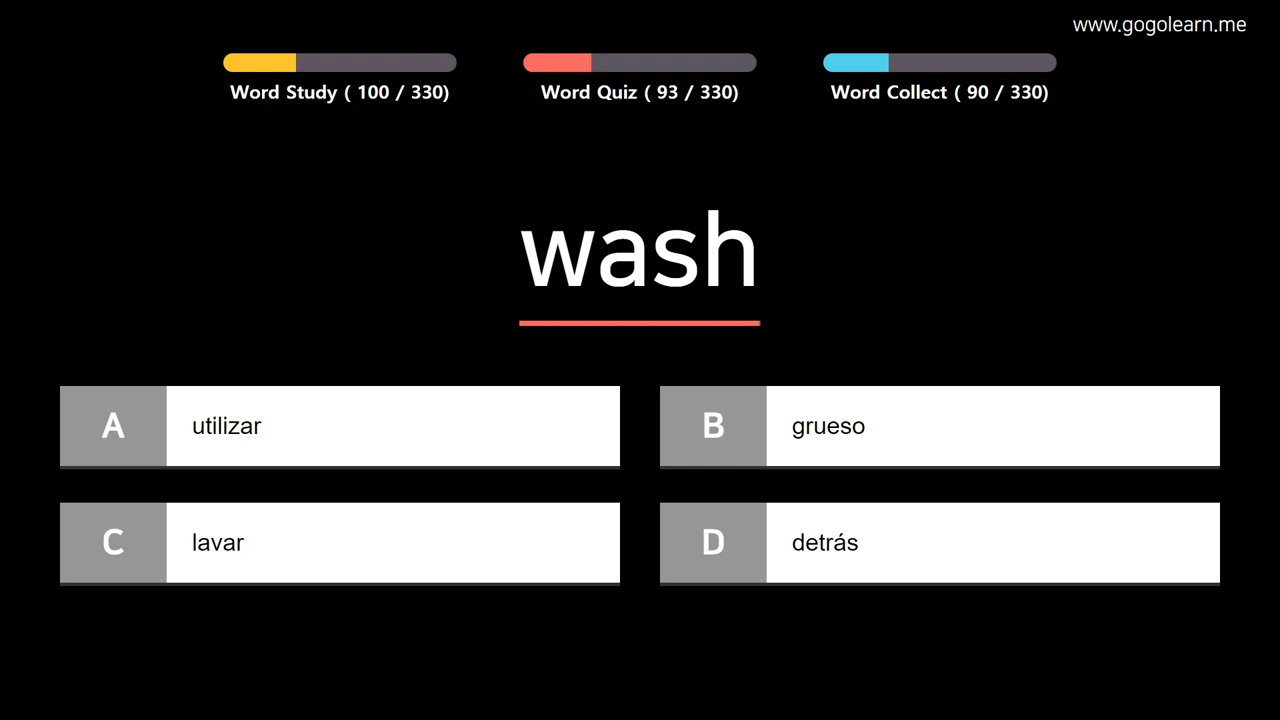 www.gogolearn.me
Word Study ( 100 / 330)
Word Quiz ( 93 / 330)
Word Collect ( 90 / 330)
wash
A utilizar
B grueso
C lavar
D detrás